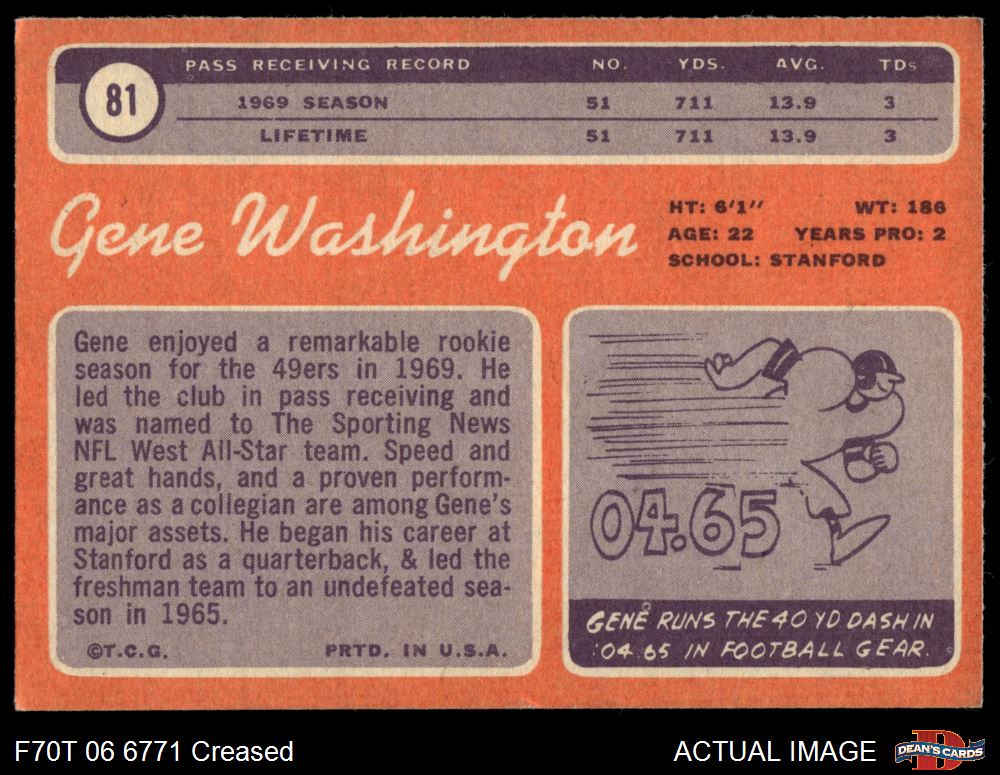 81
PASS RECEIVING RECORD NO. YDS. AVG. TDs
1969 SEASON 51 711 13.9 3
LIFETIME 51 711 13.9 3
Gene Washington
HT: 6'1" WT: 186
AGE: 22 YEARS PRO: 2
SCHOOL: STANFORD
Gene enjoyed a remarkable rookie
season for the 49ers in 1969. He
led the club in pass receiving and
was named to The Sporting News
NFL West All-Star team. Speed and
great hands, and a proven perform-
ance as a collegian are among Gene's
major assets. He began his career at
Stanford as a quarterback, & led the
freshman team to an undefeated sea-
son in 1965.
©T.C.G. PRTD. IN U.S.A.
04.65
GENE RUNS THE 40 YD DASH IN
:04.65 IN FOOTBALL GEAR.
F70T 06 6771 Creased
ACTUAL IMAGE
D
DEAN'S CARDS